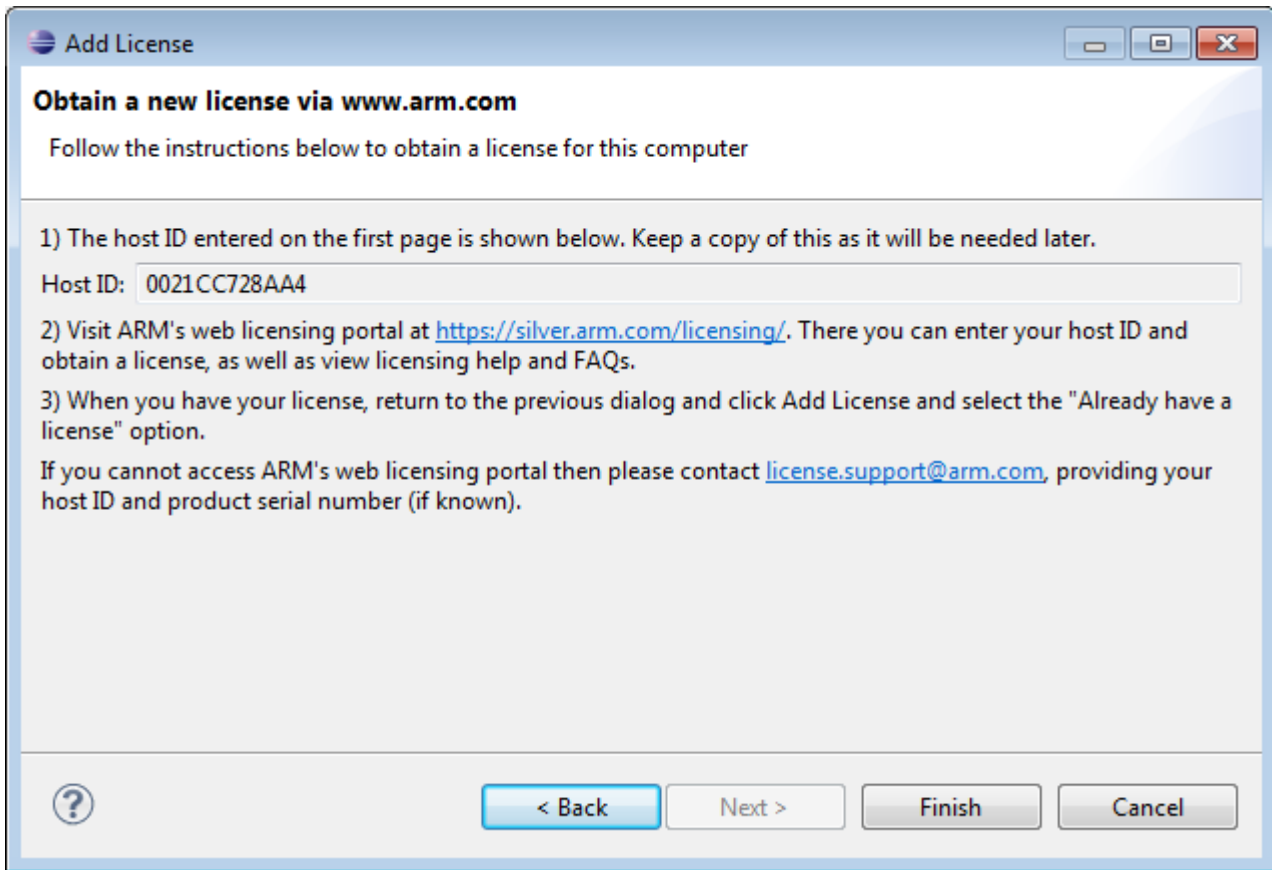 Add License
Obtain a new license via www.arm.com
Follow the instructions below to obtain a license for this computer
1) The host ID entered on the first page is shown below. Keep a copy of this as it will be needed later.
Host ID: 0021CC728AA4
2) Visit ARM's web licensing portal at https://silver.arm.com/licensing/. There you can enter your host ID and
obtain a license, as well as view licensing help and FAQs.
3) When you have your license, return to the previous dialog and click Add License and select the "Already have a
license" option.
If you cannot access ARM's web licensing portal then please contact license.support@arm.com, providing your
host ID and product serial number (if known).
? < Back Next > Finish Cancel